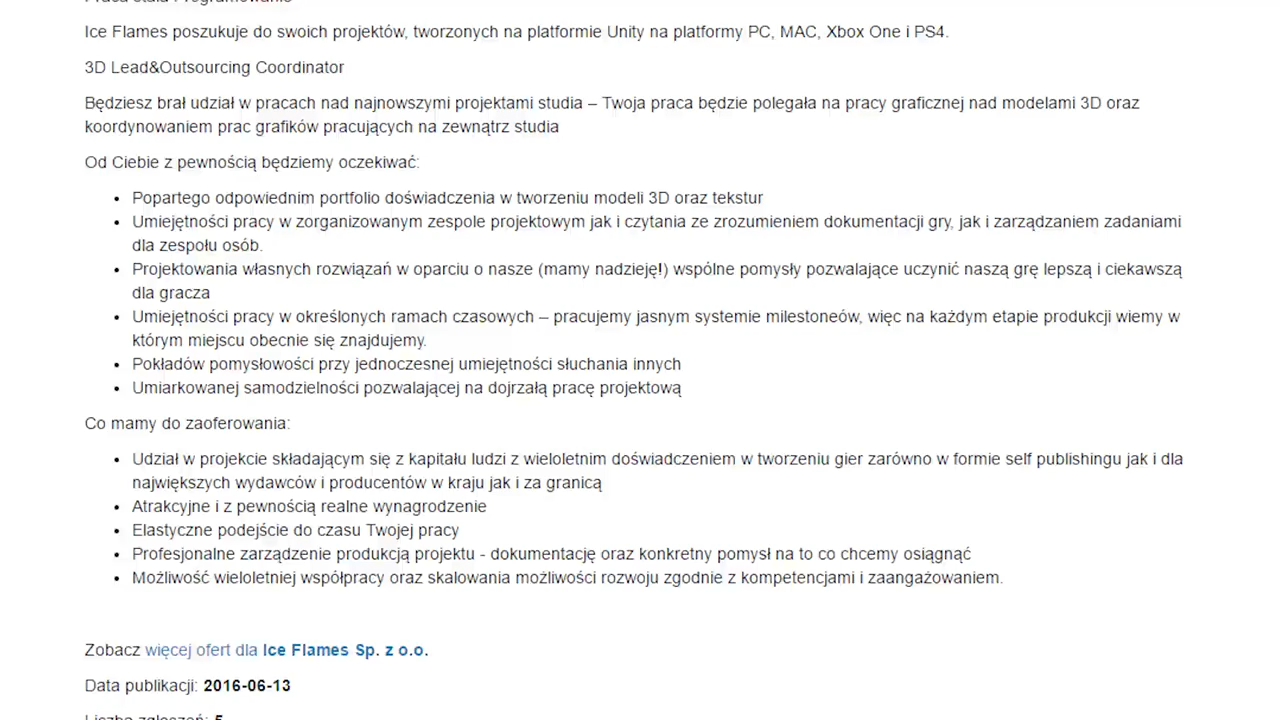 Praca stała Programowanie
Ice Flames poszukuje do swoich projektów, tworzonych na platformie Unity na platformy PC, MAC, Xbox One i PS4.
3D Lead&Outsourcing Coordinator
Będziesz brał udział w pracach nad najnowszymi projektami studia – Twoja praca będzie polegała na pracy graficznej nad modelami 3D oraz
koordynowaniem prac grafików pracujących na zewnątrz studia
Od Ciebie z pewnością będziemy oczekiwać:
• Popartego odpowiednim portfolio doświadczenia w tworzeniu modeli 3D oraz tekstur
• Umiejętności pracy w zorganizowanym zespole projektowym jak i czytania ze zrozumieniem dokumentacji gry, jak i zarządzaniem zadaniami
dla zespołu osób.
• Projektowania własnych rozwiązań w oparciu o nasze (mamy nadzieję!) wspólne pomysły pozwalające uczynić naszą grę lepszą i ciekawszą
dla gracza
• Umiejętności pracy w określonych ramach czasowych – pracujemy jasnym systemie milestoneów, więc na każdym etapie produkcji wiemy w
którym miejscu obecnie się znajdujemy.
• Pokładów pomysłowości przy jednoczesnej umiejętności słuchania innych
• Umiarkowanej samodzielności pozwalającej na dojrzałą pracę projektową
Co mamy do zaoferowania:
• Udział w projekcie składającym się z kapitału ludzi z wieloletnim doświadczeniem w tworzeniu gier zarówno w formie self publishingu jak i dla
największych wydawców i producentów w kraju jak i za granicą
• Atrakcyjne i z pewnością realne wynagrodzenie
• Elastyczne podejście do czasu Twojej pracy
• Profesjonalne zarządzenie produkcją projektu - dokumentację oraz konkretny pomysł na to co chcemy osiągnąć
• Możliwość wieloletniej współpracy oraz skalowania możliwości rozwoju zgodnie z kompetencjami i zaangażowaniem.
Zobacz więcej ofert dla Ice Flames Sp. z o.o.
Data publikacji: 2016-06-13
Liczba zgłoszeń: 5